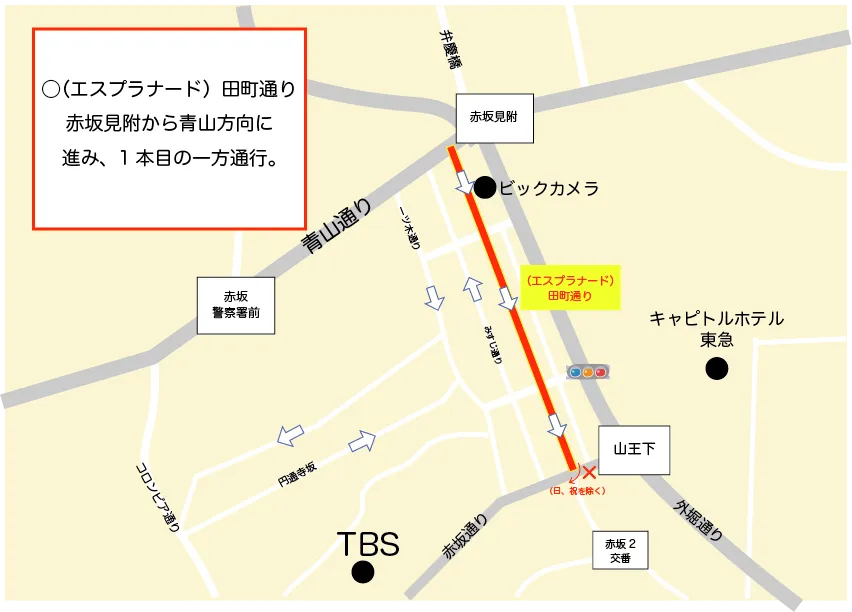 ○(エスプラナード)田町通り
赤坂見附から青山方向に
進み、1本目の一方通行。
弁慶橋
赤坂見附
ビックカメラ
青山通り
一ツ木通り
(エスプラナード)
田町通り
赤坂
警察署前
キャピトルホテル
東急
みすじ通り
山王下
コロンビア通り
円通寺坂
(日、祝を除く)
外堀通り
赤坂通り
TBS
赤坂2
交番